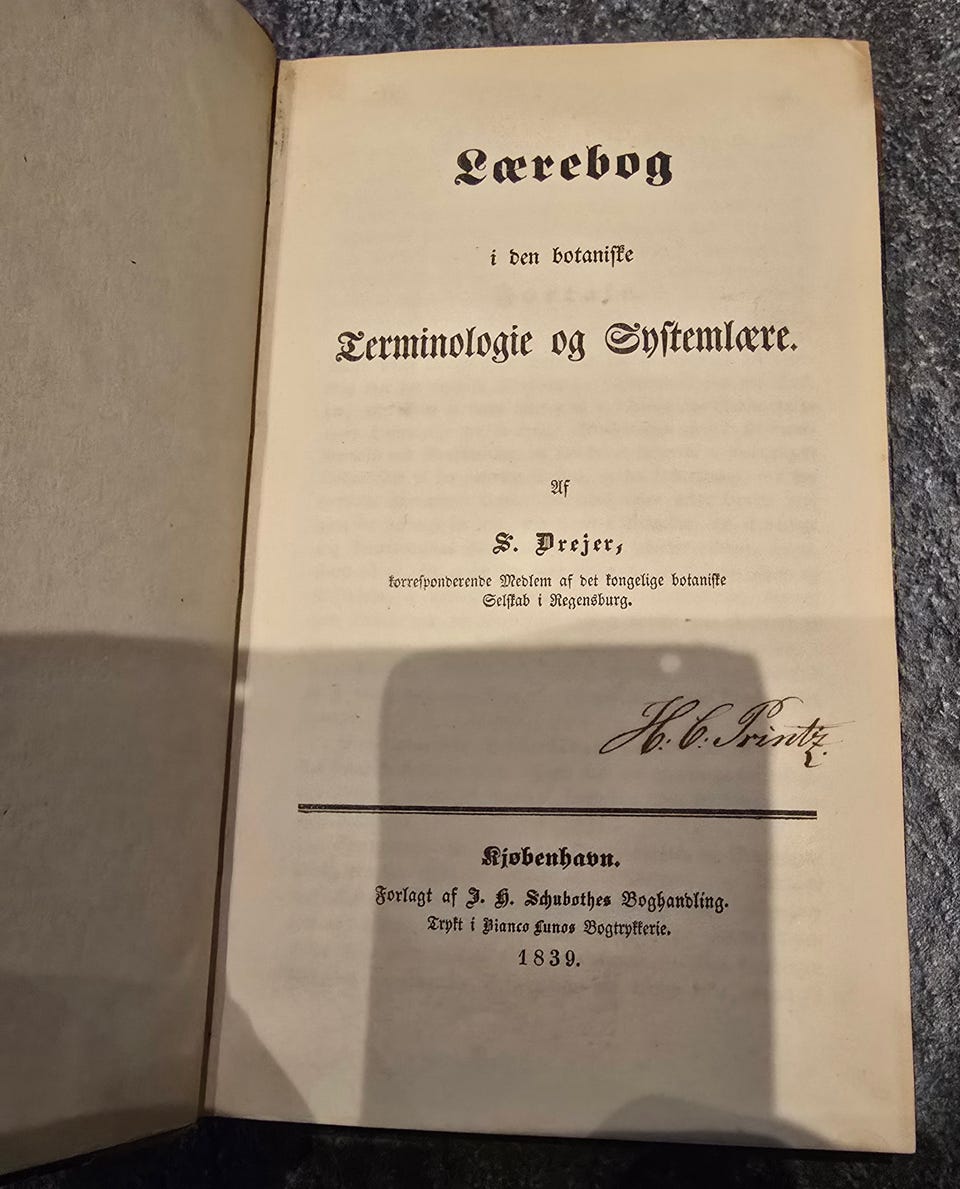 Lærebog
i den botaniske
Terminologie og Systemlære.
Af
S. Drejer,
korresponderende Medlem af det kongelige botaniske
Selskab i Regensburg.
H. C. Printz.
Kjøbenhavn.
Forlagt af J. H. Schubothes Boghandling.
Trykt i Bianco Lunos Bogtrykkerie.
1839.